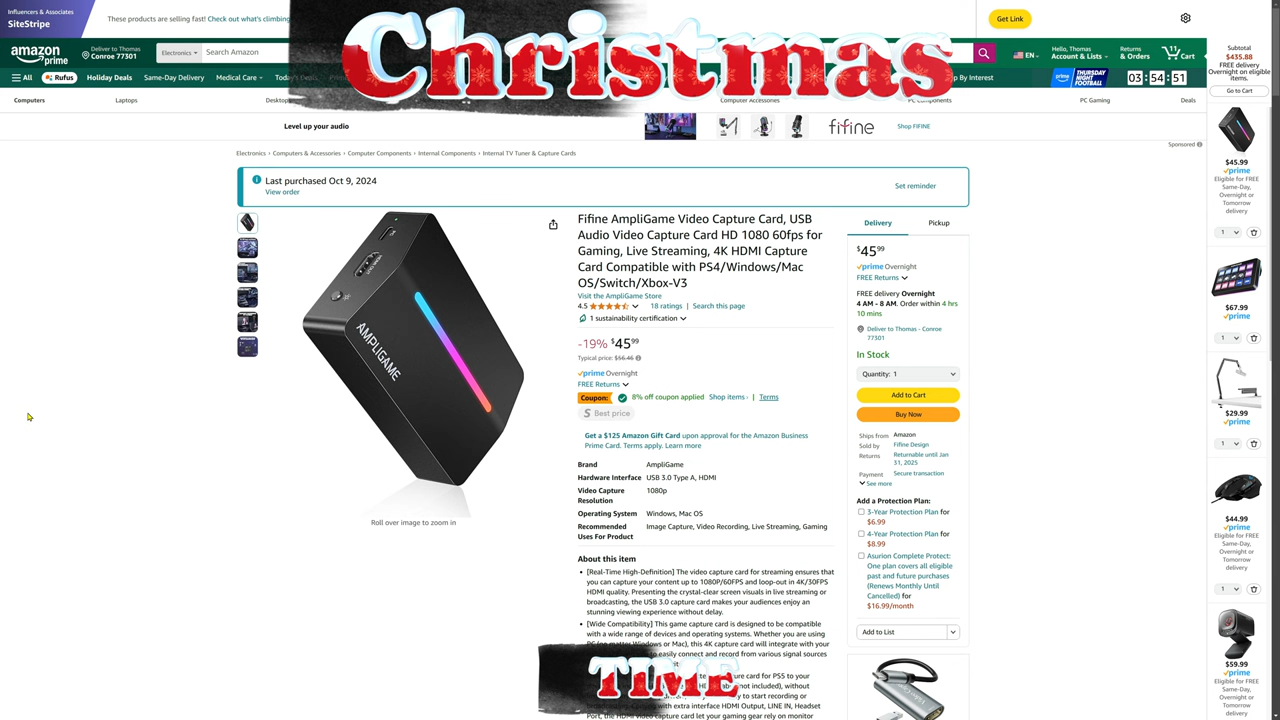 Influencers & Associates
SiteStripe
These products are selling fast! Check out what's climbing
Get Link
Christmas
amazon
prime
Deliver to Thomas
Conroe 77301
Electronics
Search Amazon
EN
Hello, Thomas
Account & Lists
Returns
& Orders
11
Cart
All
Rufus
Holiday Deals
Same-Day Delivery
Medical Care
Today's Deals
p By Interest
prime
THURSDAY
NIGHT
FOOTBALL
03:54:51
Computers
Laptops
Desktop
Computer Accessories
PC Components
PC Gaming
Deals
Level up your audio
fifine
Shop FIFINE
Sponsored
Electronics › Computers & Accessories › Computer Components › Internal Components › Internal TV Tuner & Capture Cards
Last purchased Oct 9, 2024
View order
Set reminder
AMPLIGAME
Roll over image to zoom in
Fifine AmpliGame Video Capture Card, USB
Audio Video Capture Card HD 1080 60fps for
Gaming, Live Streaming, 4K HDMI Capture
Card Compatible with PS4/Windows/Mac
OS/Switch/Xbox-V3
Visit the AmpliGame Store
4.5
18 ratings | Search this page
1 sustainability certification
-19% $45 99
Typical price: $56.46
prime Overnight
FREE Returns
Coupon: 8% off coupon applied Shop items › | Terms
S Best price
Get a $125 Amazon Gift Card upon approval for the Amazon Business
Prime Card. Terms apply. Learn more
Brand AmpliGame
Hardware Interface USB 3.0 Type A, HDMI
Video Capture 1080p
Resolution
Operating System Windows, Mac OS
Recommended Image Capture, Video Recording, Live Streaming, Gaming
Uses For Product
About this item
• [Real-Time High-Definition] The video capture card for streaming ensures that
you can capture your content up to 1080P/60FPS and loop-out in 4K/30FPS
HDMI quality. Presenting the crystal-clear screen visuals in live streaming or
broadcasting, the USB 3.0 capture card makes your audiences enjoy an
stunning viewing experience without delay.
• [Wide Compatibility] This game capture card is designed to be compatible
with a wide range of devices and operating systems. Whether you are using
PC(no matter Windows or Mac), this 4K capture card will integrate with your
to easily connect and record from various signal sources
TIME
capture card for PS5 to your
not included), without
y to start recording or
with extra interface HDMI Output, LINE IN, Headset
Port, the HDMI video capture card let your gaming gear rely on monitor
Delivery
Pickup
$45 99
prime Overnight
FREE Returns
FREE delivery Overnight
4 AM - 8 AM. Order within 4 hrs
10 mins
Deliver to Thomas - Conroe
77301
In Stock
Quantity: 1
Add to Cart
Buy Now
Ships from Amazon
Sold by Fifine Design
Returns Returnable until Jan
31, 2025
Payment Secure transaction
See more
Add a Protection Plan:
3-Year Protection Plan for
$6.99
4-Year Protection Plan for
$8.99
Asurion Complete Protect:
One plan covers all eligible
past and future purchases
(Renews Monthly Until
Cancelled) for
$16.99/month
Add to List
Subtotal
$435.88
FREE delivery
Overnight on eligible
items.
Go to Cart
$45.99
prime
Eligible for FREE
Same-Day,
Overnight or
Tomorrow
delivery
1
$67.99
prime
1
$29.99
prime
1
$44.99
prime
Eligible for FREE
Same-Day,
Overnight or
Tomorrow
delivery
1
$59.99
prime
Eligible for FREE
Same-Day,
Overnight or
Tomorrow
delivery